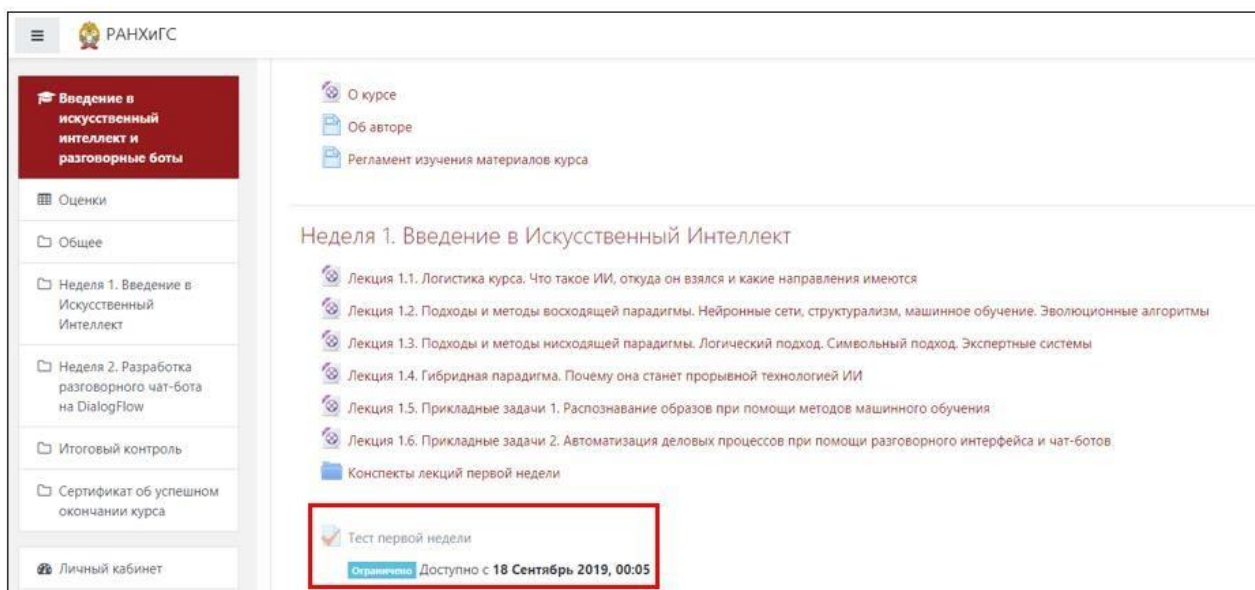 РАНХиГС
Введение в
искусственный
интеллект и
разговорные боты
Оценки
Общее
Неделя 1. Введение в
Искусственный
Интеллект
Неделя 2. Разработка
разговорного чат-бота
на DialogFlow
Итоговый контроль
Сертификат об успешном
окончании курса
Личный кабинет
О курсе
Об авторе
Регламент изучения материалов курса
Неделя 1. Введение в Искусственный Интеллект
Лекция 1.1. Логистика курса. Что такое ИИ, откуда он взялся и какие направления имеются
Лекция 1.2. Подходы и методы восходящей парадигмы. Нейронные сети, структурализм, машинное обучение. Эволюционные алгоритмы
Лекция 1.3. Подходы и методы нисходящей парадигмы. Логический подход. Символьный подход. Экспертные системы
Лекция 1.4. Гибридная парадигма. Почему она станет прорывной технологией ИИ
Лекция 1.5. Прикладные задачи 1. Распознавание образов при помощи методов машинного обучения
Лекция 1.6. Прикладные задачи 2. Автоматизация деловых процессов при помощи разговорного интерфейса и чат-ботов
Конспекты лекций первой недели
Тест первой недели
Ограничено Доступно с 18 Сентябрь 2019, 00:05